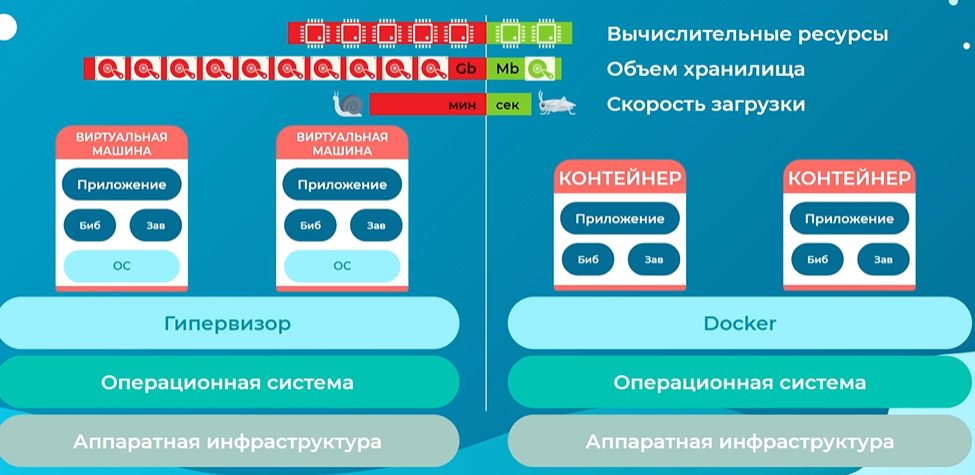 Вычислительные ресурсы
Gb Mb Объем хранилища
мин сек Скорость загрузки
ВИРТУАЛЬНАЯ
МАШИНА
Приложение
Биб Зав
ОС
ВИРТУАЛЬНАЯ
МАШИНА
Приложение
Биб Зав
ОС
КОНТЕЙНЕР
Приложение
Биб Зав
КОНТЕЙНЕР
Приложение
Биб Зав
Гипервизор
Docker
Операционная система
Операционная система
Аппаратная инфраструктура
Аппаратная инфраструктура